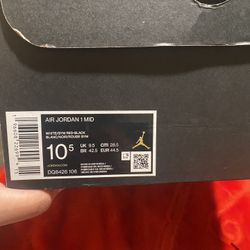 AIR JORDAN 1 MID
WHITE/GYM RED-BLACK
BLANC/NOIR/ROUGE GYM
10.5
UK 9.5 CM 28.5
BR 42.5 EUR 44.5
DQ8426 106